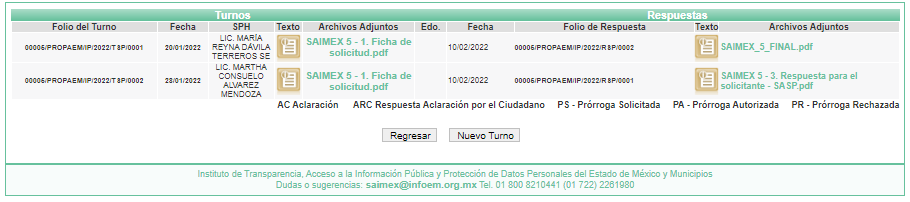 Turnos Respuestas
Folio del Turno Fecha SPH Texto Archivos Adjuntos Edo. Fecha Folio de Respuesta Texto Archivos Adjuntos
00006/PROPAEM/IP/2022/TSP/0001 20/01/2022 LIC. MARÍA REYNA DÁVILA TERREROS SE SAIMEX 5 - 1. Ficha de solicitud.pdf 10/02/2022 00006/PROPAEM/IP/2022/RSP/0002 SAIMEX_5_FINAL.pdf
00006/PROPAEM/IP/2022/TSP/0002 28/01/2022 LIC. MARTHA CONSUELO ALVAREZ MENDOZA SAIMEX 5 - 1. Ficha de solicitud.pdf 10/02/2022 00006/PROPAEM/IP/2022/RSP/0001 SAIMEX 5 - 3. Respuesta para el solicitante - SASP.pdf
AC Aclaración ARC Respuesta Aclaración por el Ciudadano PS - Prórroga Solicitada PA - Prórroga Autorizada PR - Prórroga Rechazada
Regresar Nuevo Turno
Instituto de Transparencia, Acceso a la Información Pública y Protección de Datos Personales del Estado de México y Municipios
Dudas o sugerencias: saimex@infoem.org.mx Tel. 01 800 8210441 (01 722) 2261980